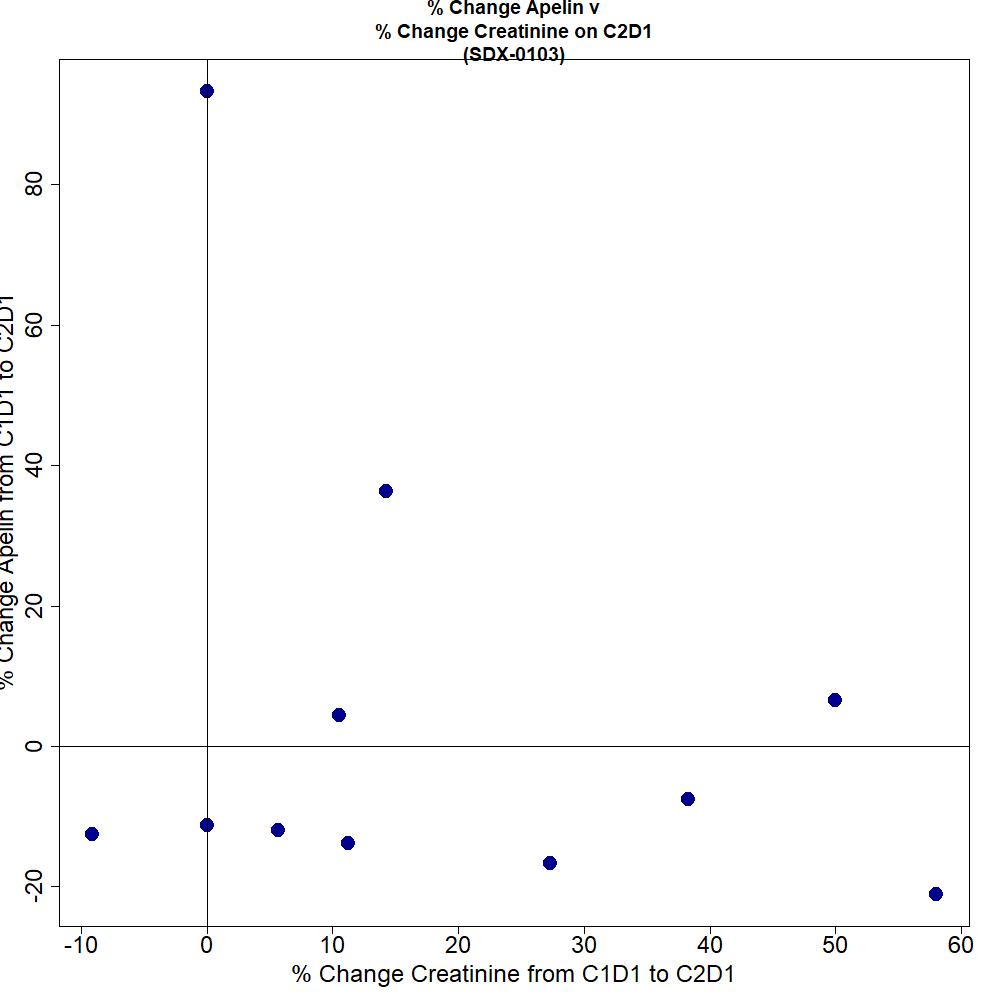 % Change Apelin v
% Change Creatinine on C2D1
(SDX-0103)
% Change Apelin from C1D1 to C2D1
80
60
40
20
0
-20
-10 0 10 20 30 40 50 60
% Change Creatinine from C1D1 to C2D1